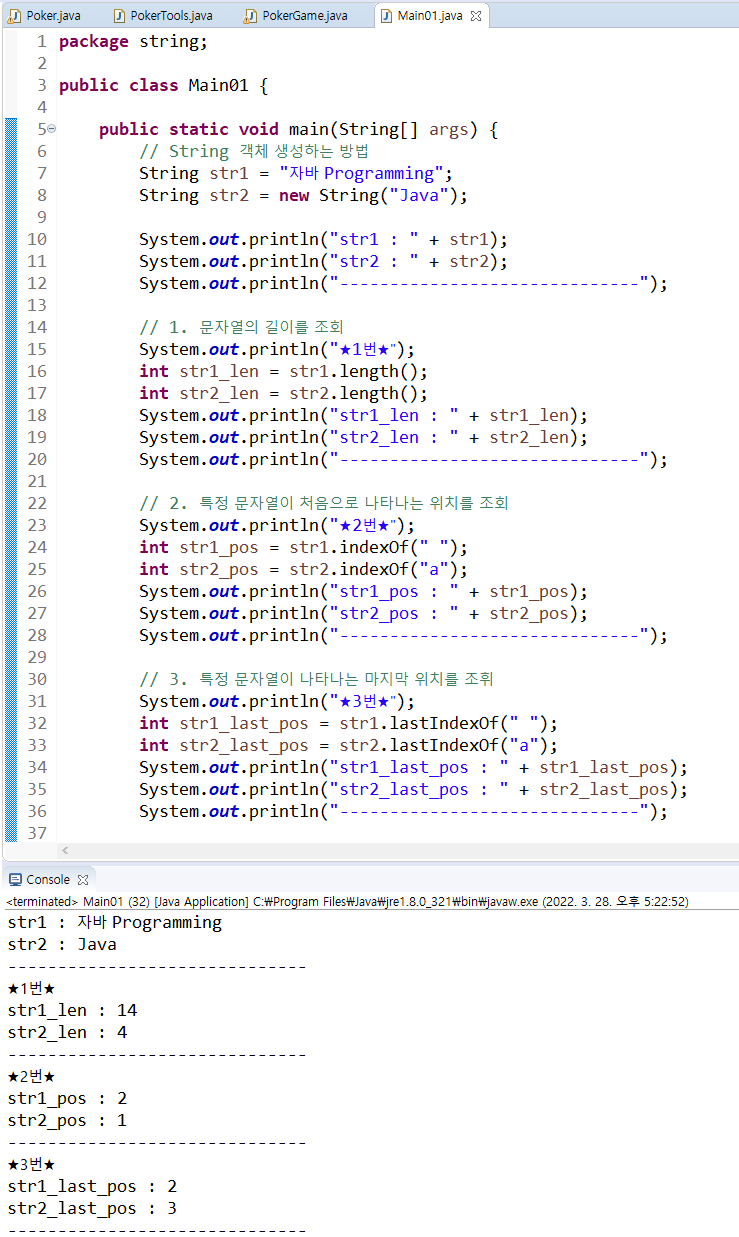 Poker.java PokerTools.java PokerGame.java Main01.java
1 package string;
2
3 public class Main01 {
4
5 public static void main(String[] args) {
6 // String 객체 생성하는 방법
7 String str1 = "자바 Programming";
8 String str2 = new String("Java");
9
10 System.out.println("str1 : " + str1);
11 System.out.println("str2 : " + str2);
12 System.out.println("------------------------------");
13
14 // 1. 문자열의 길이를 조회
15 System.out.println("★1번★");
16 int str1_len = str1.length();
17 int str2_len = str2.length();
18 System.out.println("str1_len : " + str1_len);
19 System.out.println("str2_len : " + str2_len);
20 System.out.println("------------------------------");
21
22 // 2. 특정 문자열이 처음으로 나타나는 위치를 조회
23 System.out.println("★2번★");
24 int str1_pos = str1.indexOf(" ");
25 int str2_pos = str2.indexOf("a");
26 System.out.println("str1_pos : " + str1_pos);
27 System.out.println("str2_pos : " + str2_pos);
28 System.out.println("------------------------------");
29
30 // 3. 특정 문자열이 나타나는 마지막 위치를 조휘
31 System.out.println("★3번★");
32 int str1_last_pos = str1.lastIndexOf(" ");
33 int str2_last_pos = str2.lastIndexOf("a");
34 System.out.println("str1_last_pos : " + str1_last_pos);
35 System.out.println("str2_last_pos : " + str2_last_pos);
36 System.out.println("------------------------------");
37
Console
<terminated> Main01 (32) [Java Application] C:₩Program Files₩Java₩jre1.8.0_321₩bin₩javaw.exe (2022. 3. 28. 오후 5:22:52)
str1 : 자바 Programming
str2 : Java
------------------------------
★1번★
str1_len : 14
str2_len : 4
------------------------------
★2번★
str1_pos : 2
str2_pos : 1
------------------------------
★3번★
str1_last_pos : 2
str2_last_pos : 3
------------------------------